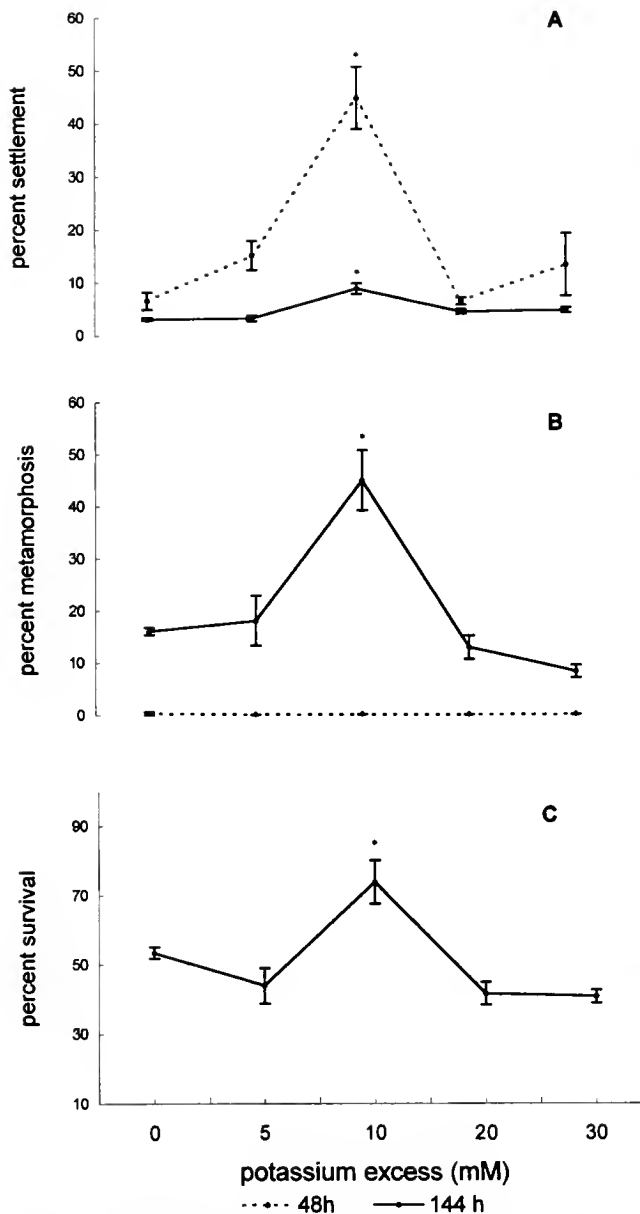 A
60
50
40
30
20
10
0
percent settlement
B
60
50
40
30
20
10
0
percent metamorphosis
C
90
70
50
30
10
percent survival
0 5 10 20 30
potassium excess (mM)
48h 144 h